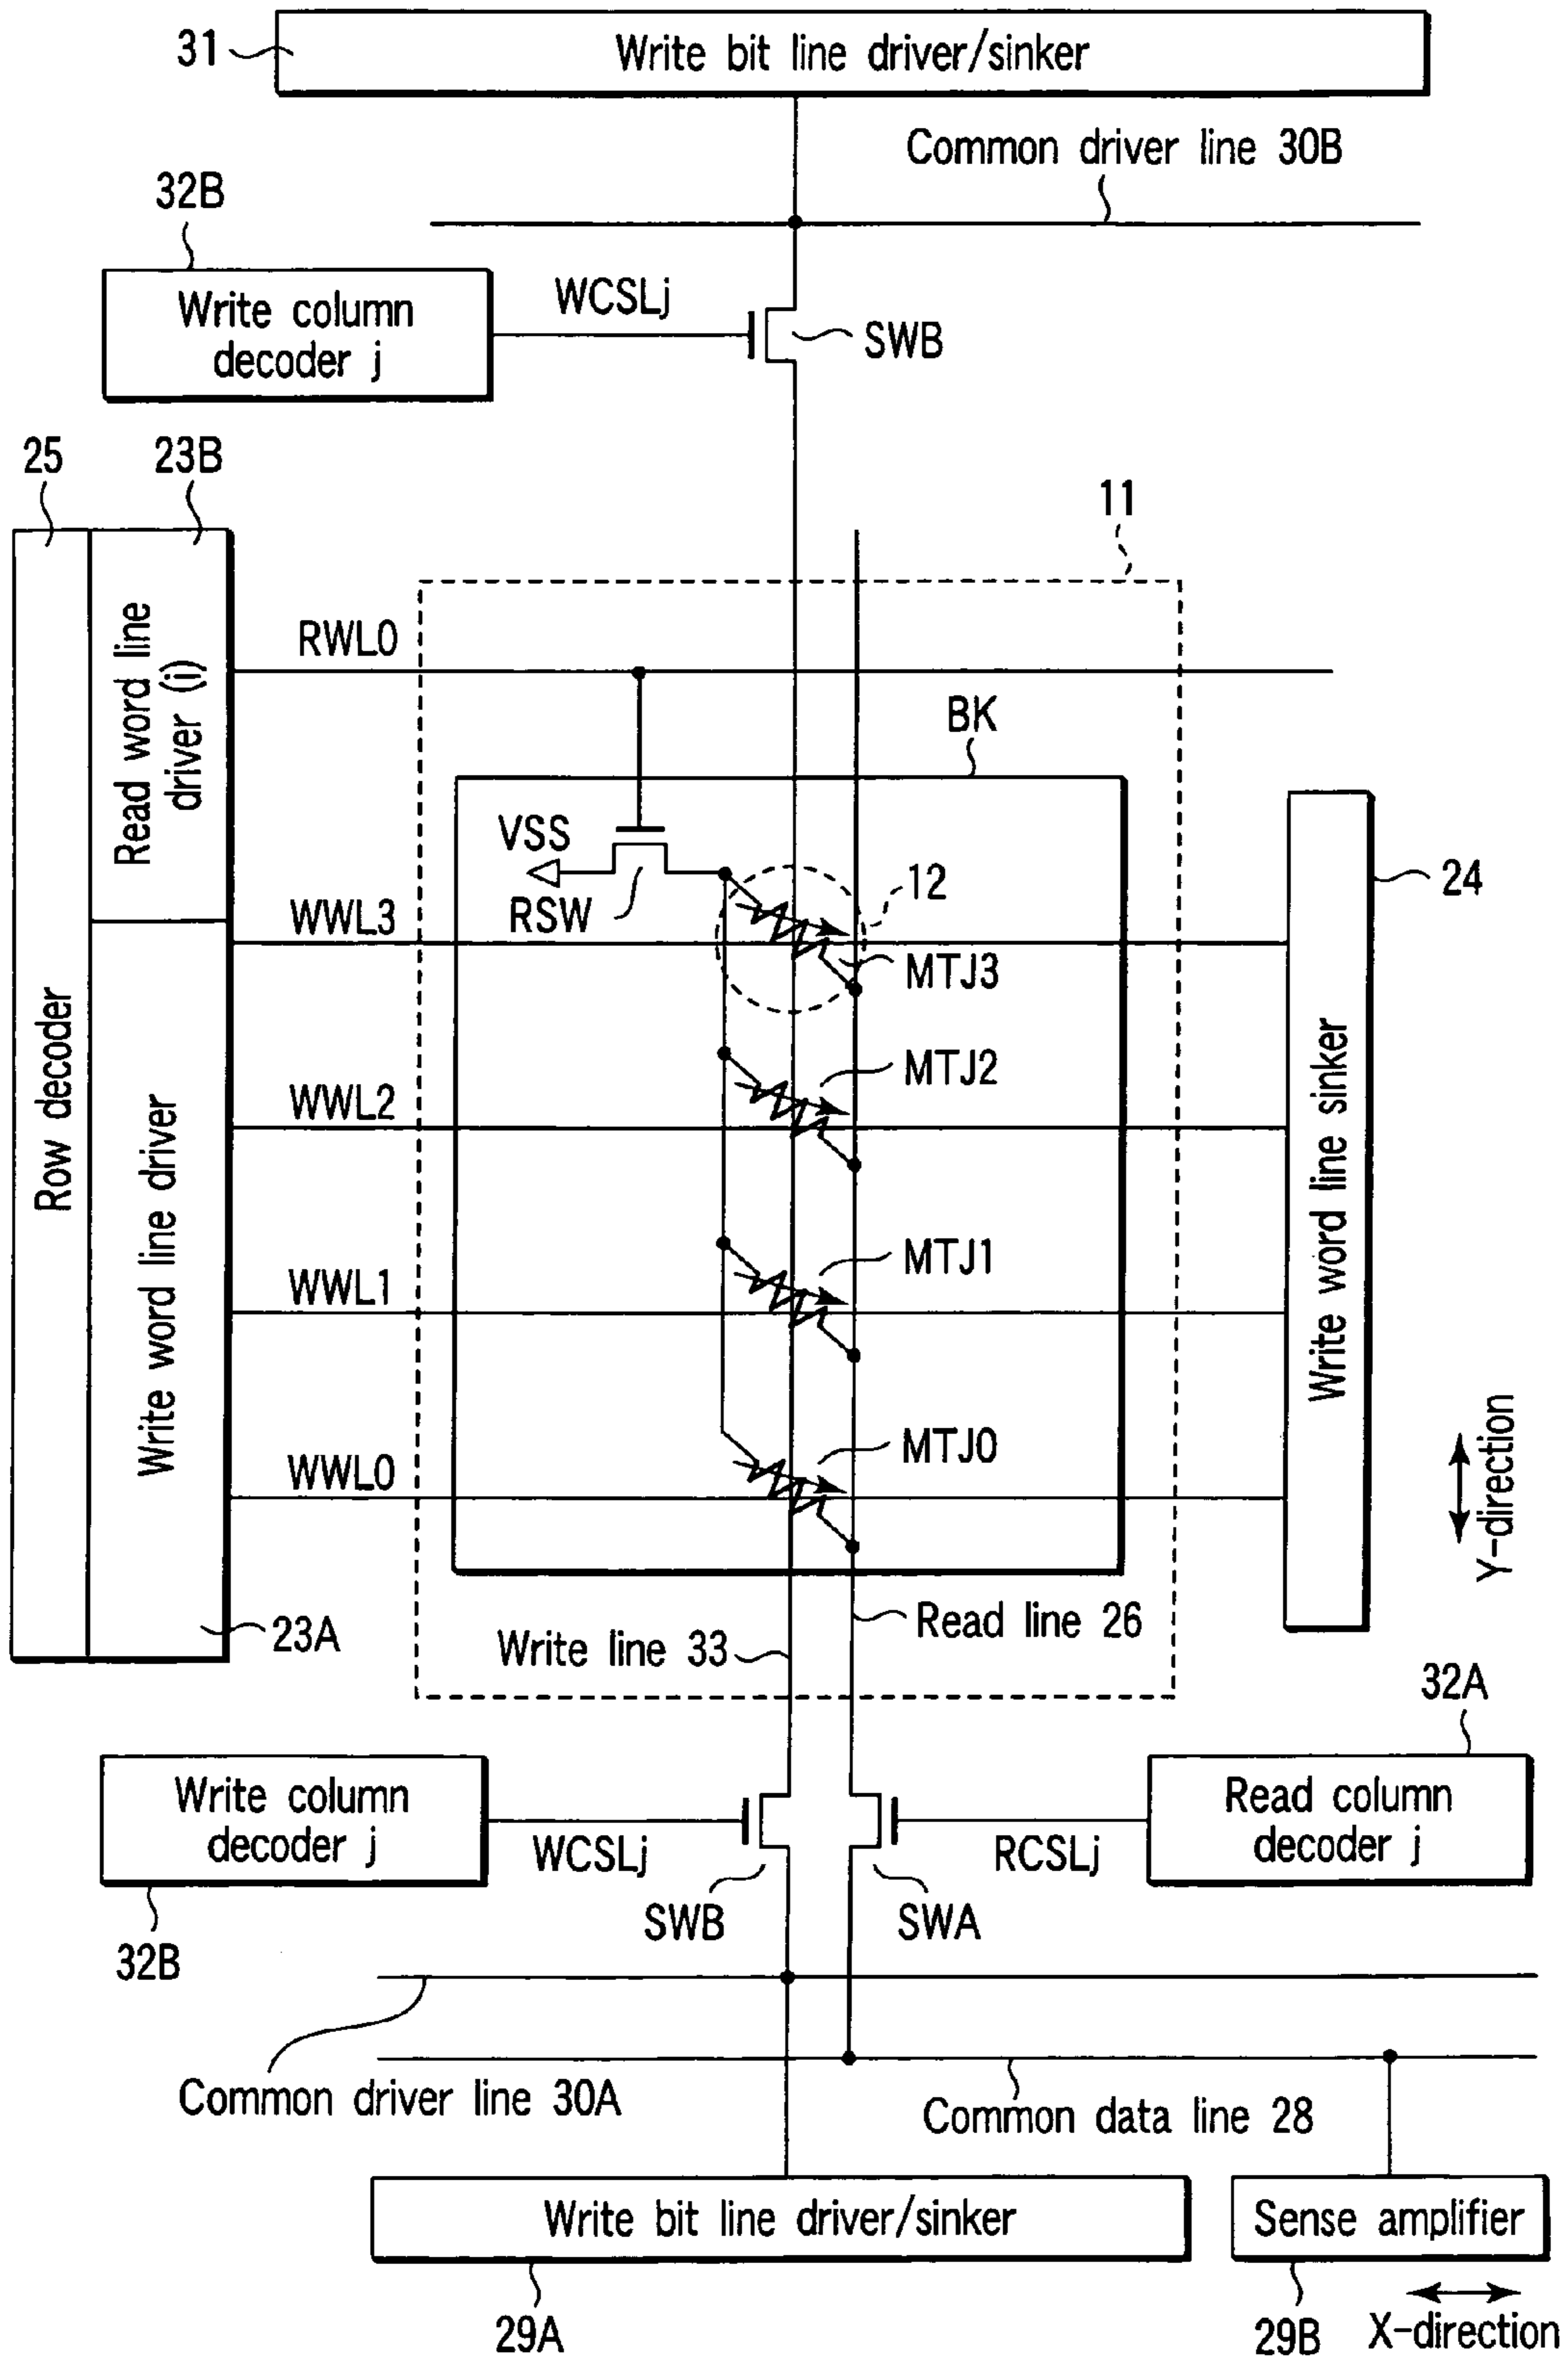 31
Write bit line driver/sinker
Common driver line 30B
32B
Write column
decoder j
WCSLj
SWB
25
23B
11
Read word line
driver (i)
RWL0
BK
VSS
RSW
12
24
WWL3
MTJ3
Row decoder
Write word line driver
WWL2
MTJ2
Write word line sinker
WWL1
MTJ1
WWL0
MTJ0
Y-direction
23A
Write line 33
Read line 26
32A
Write column
decoder j
WCSLj
RCSLj
Read column
decoder j
SWB
SWA
32B
Common driver line 30A
Common data line 28
Write bit line driver/sinker
Sense amplifier
29A
29B
X-direction